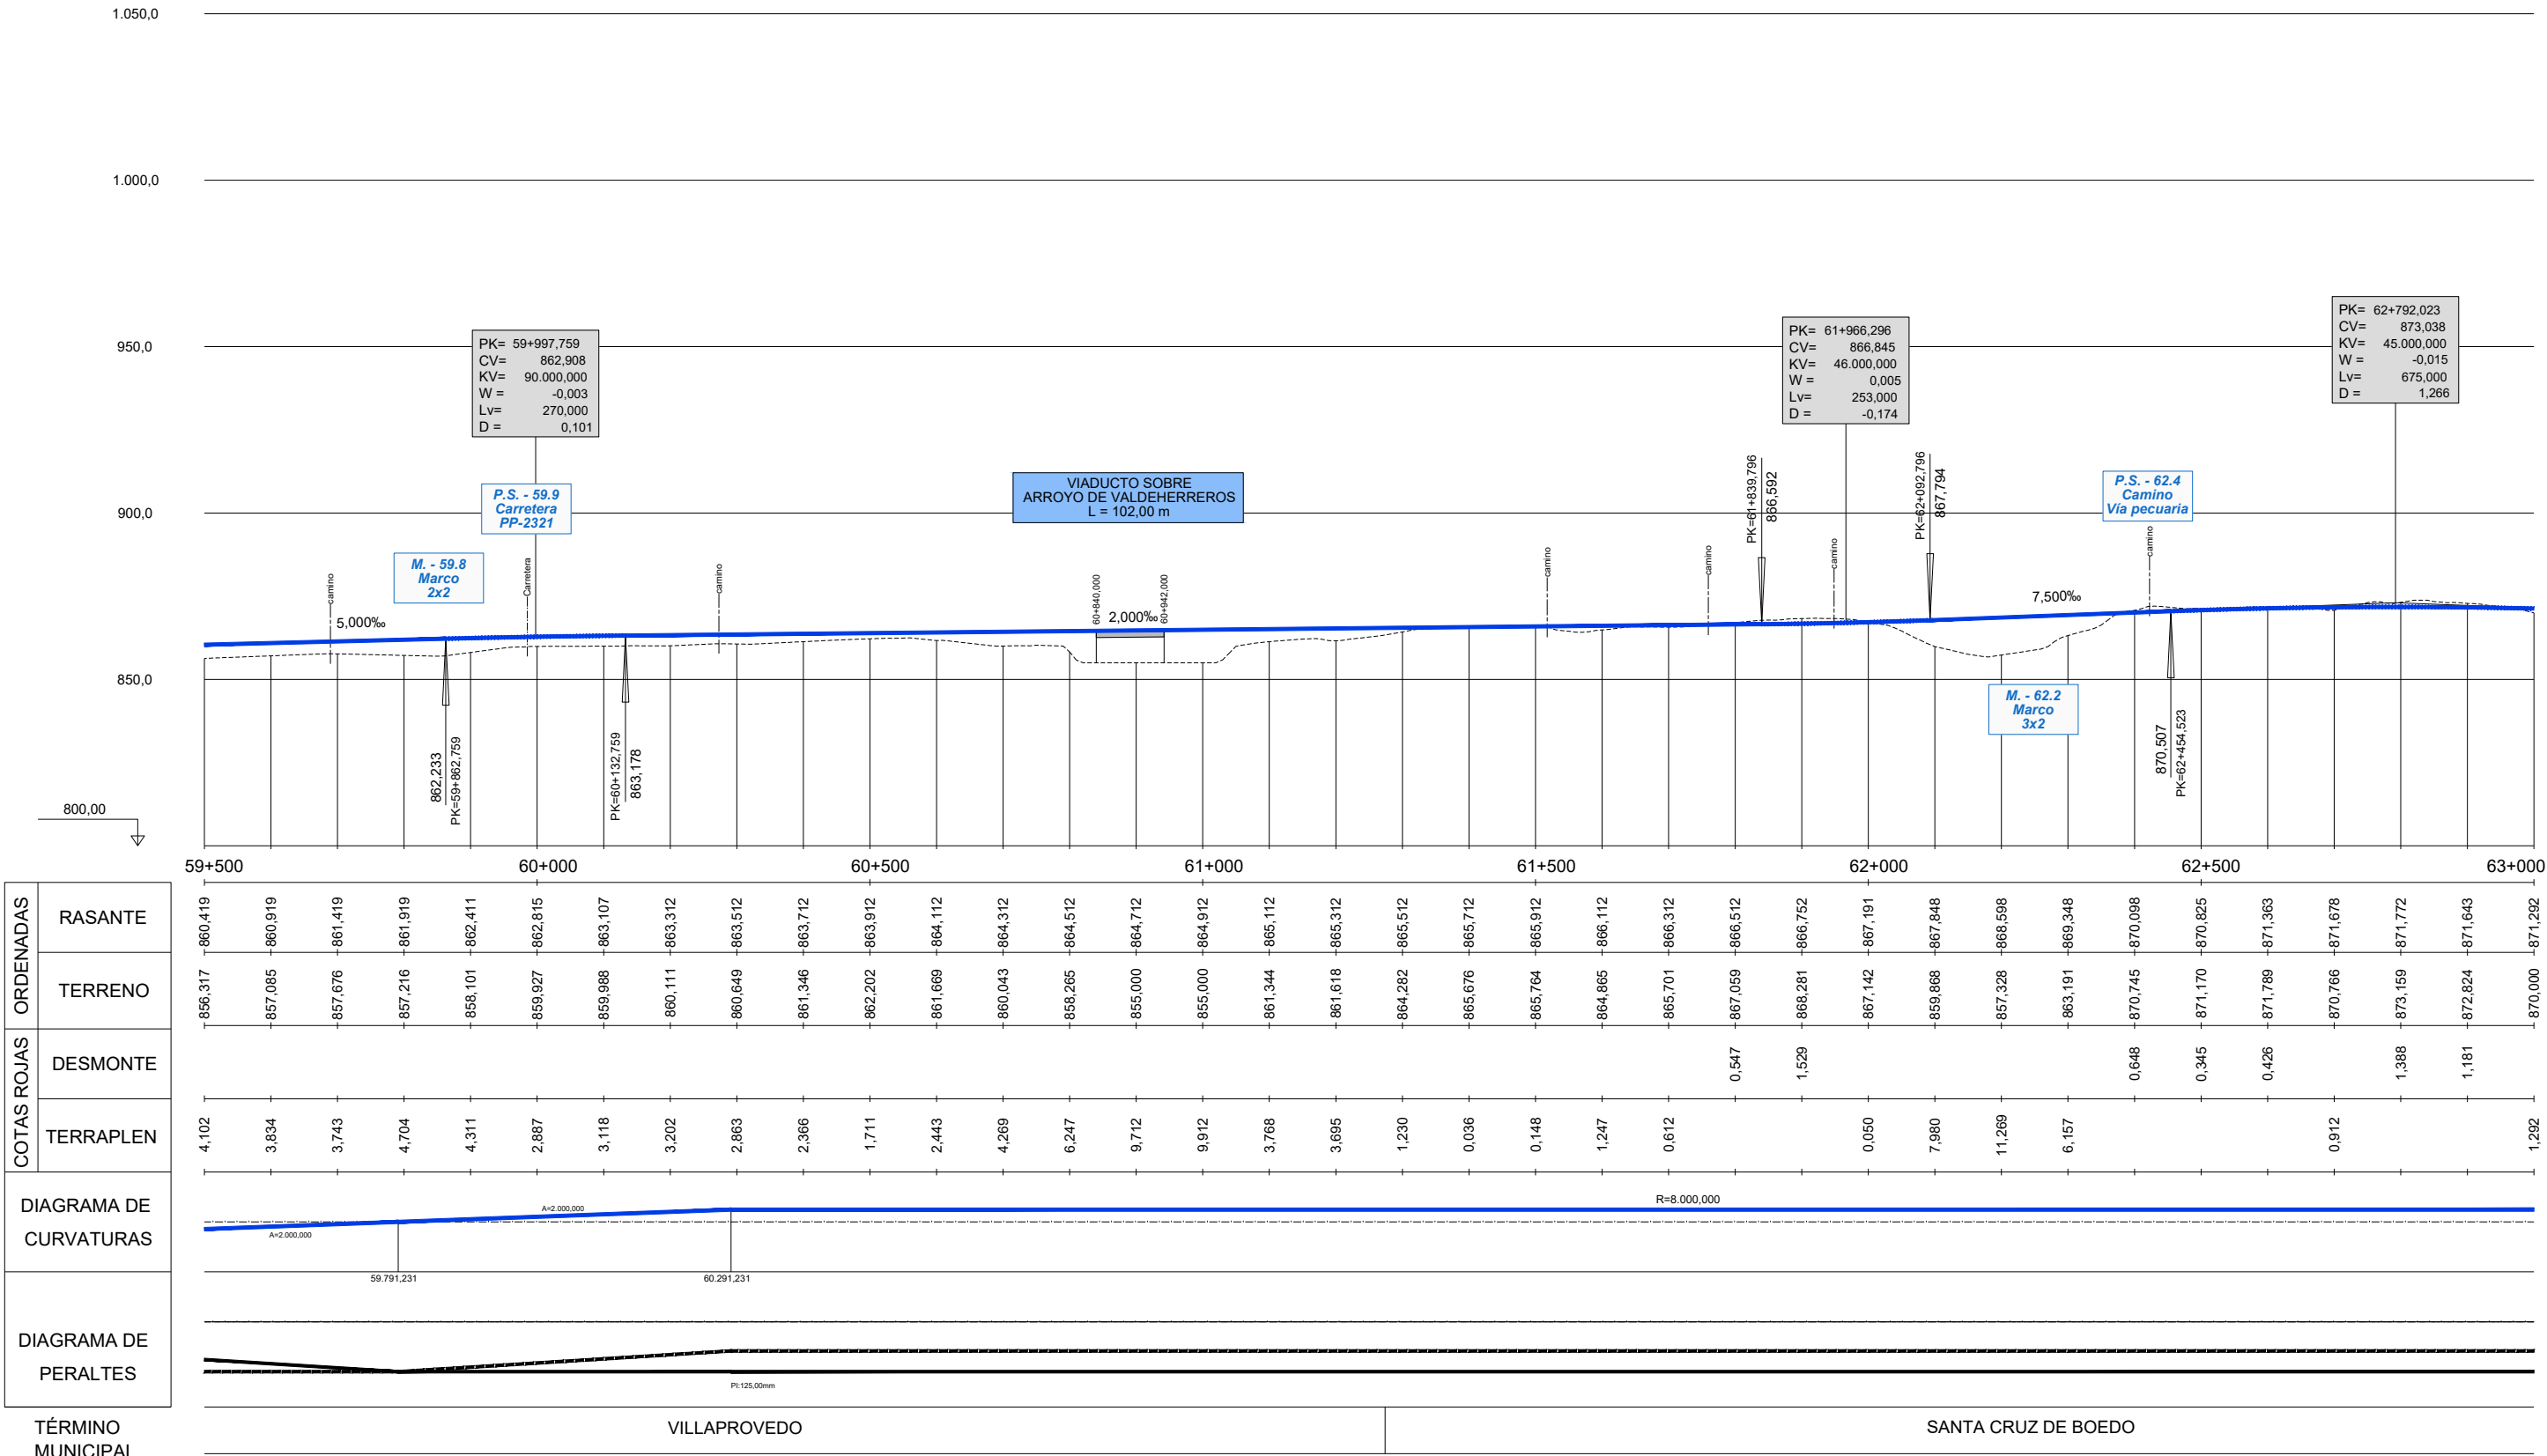 1.050,0
1.000,0
950,0
900,0
850,0
800,00
PK= 59+997,759
CV= 862,908
KV= 90.000,000
W = -0,003
Lv= 270,000
D = 0,101
PK= 61+966,296
CV= 866,845
KV= 46.000,000
W = 0,005
Lv= 253,000
D = -0,174
PK= 62+792,023
CV= 873,038
KV= 45.000,000
W = -0,015
Lv= 675,000
D = 1,266
P.S. - 59.9
Carretera
PP-2321
M. - 59.8
Marco
2x2
VIADUCTO SOBRE
ARROYO DE VALDEHERREROS
L = 102,00 m
P.S. - 62.4
Camino
Vía pecuaria
M. - 62.2
Marco
3x2
camino
Carretera
camino
camino
camino
camino
camino
5,000‰
2,000‰
7,500‰
60+840,000
60+942,000
PK=61+839,796
866,592
PK=62+092,796
867,794
862,233
PK=59+862,759
PK=60+132,759
863,178
870,507
PK=62+454,523
59+500 60+000 60+500 61+000 61+500 62+000 62+500 63+000
ORDENADAS
RASANTE
860,419 860,919 861,419 861,919 862,411 862,815 863,107 863,312 863,512 863,712 863,912 864,112 864,312 864,512 864,712 864,912 865,112 865,312 865,512 865,712 865,912 866,112 866,312 866,512 866,752 867,191 867,848 868,598 869,348 870,098 870,825 871,363 871,678 871,772 871,643 871,292
TERRENO
856,317 857,085 857,676 857,216 858,101 859,927 859,988 860,111 860,649 861,346 862,202 861,669 860,043 858,265 855,000 855,000 861,344 861,618 864,282 865,676 865,764 864,865 865,701 867,059 868,281 867,142 859,868 857,328 863,191 870,745 871,170 871,789 870,766 873,159 872,824 870,000
COTAS ROJAS
DESMONTE
0,547 1,529 0,648 0,345 0,426 1,388 1,181
TERRAPLEN
4,102 3,834 3,743 4,704 4,311 2,887 3,118 3,202 2,863 2,366 1,711 2,443 4,269 6,247 9,712 9,912 3,768 3,695 1,230 0,036 0,148 1,247 0,612 0,050 7,980 11,269 6,157 0,912 1,292
DIAGRAMA DE
CURVATURAS
A=2.000,000
A=2.000,000
R=8.000,000
59.791,231
60.291,231
DIAGRAMA DE
PERALTES
PI:125,00mm
TÉRMINO
MUNICIPAL
VILLAPROVEDO
SANTA CRUZ DE BOEDO